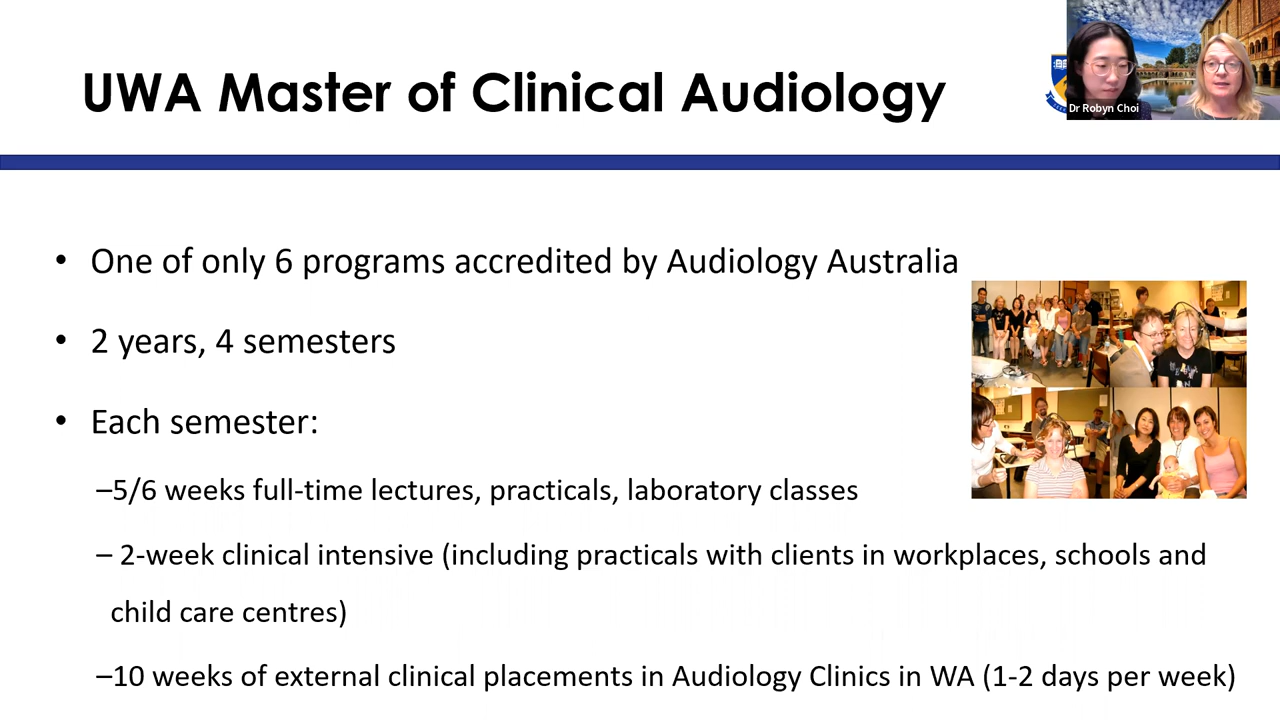 UWA Master of Clinical Audiology
Dr Robyn Choi
• One of only 6 programs accredited by Audiology Australia
• 2 years, 4 semesters
• Each semester:
–5/6 weeks full-time lectures, practicals, laboratory classes
– 2-week clinical intensive (including practicals with clients in workplaces, schools and
child care centres)
–10 weeks of external clinical placements in Audiology Clinics in WA (1-2 days per week)